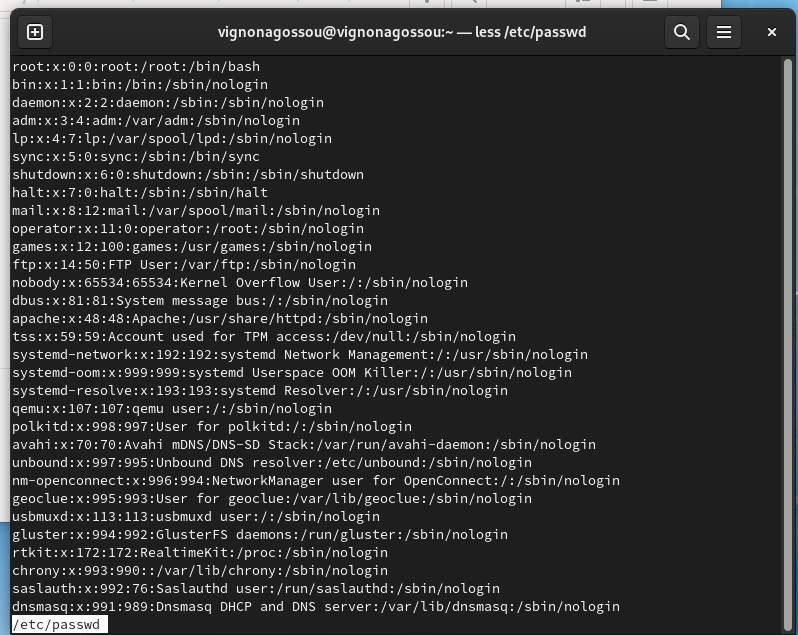 vignonagossou@vignonagossou:~ — less /etc/passwd
root:x:0:0:root:/root:/bin/bash
bin:x:1:1:bin:/bin:/sbin/nologin
daemon:x:2:2:daemon:/sbin:/sbin/nologin
adm:x:3:4:adm:/var/adm:/sbin/nologin
lp:x:4:7:lp:/var/spool/lpd:/sbin/nologin
sync:x:5:0:sync:/sbin:/bin/sync
shutdown:x:6:0:shutdown:/sbin:/sbin/shutdown
halt:x:7:0:halt:/sbin:/sbin/halt
mail:x:8:12:mail:/var/spool/mail:/sbin/nologin
operator:x:11:0:operator:/root:/sbin/nologin
games:x:12:100:games:/usr/games:/sbin/nologin
ftp:x:14:50:FTP User:/var/ftp:/sbin/nologin
nobody:x:65534:65534:Kernel Overflow User:/:/sbin/nologin
dbus:x:81:81:System message bus:/:/sbin/nologin
apache:x:48:48:Apache:/usr/share/httpd:/sbin/nologin
tss:x:59:59:Account used for TPM access:/dev/null:/sbin/nologin
systemd-network:x:192:192:systemd Network Management:/:/usr/sbin/nologin
systemd-oom:x:999:999:systemd Userspace OOM Killer:/:/usr/sbin/nologin
systemd-resolve:x:193:193:systemd Resolver:/:/usr/sbin/nologin
qemu:x:107:107:qemu user:/:/sbin/nologin
polkitd:x:998:997:User for polkitd:/:/sbin/nologin
avahi:x:70:70:Avahi mDNS/DNS-SD Stack:/var/run/avahi-daemon:/sbin/nologin
unbound:x:997:995:Unbound DNS resolver:/etc/unbound:/sbin/nologin
nm-openconnect:x:996:994:NetworkManager user for OpenConnect:/:/sbin/nologin
geoclue:x:995:993:User for geoclue:/var/lib/geoclue:/sbin/nologin
usbmuxd:x:113:113:usbmuxd user:/:/sbin/nologin
gluster:x:994:992:GlusterFS daemons:/run/gluster:/sbin/nologin
rtkit:x:172:172:RealtimeKit:/proc:/sbin/nologin
chrony:x:993:990::/var/lib/chrony:/sbin/nologin
saslauth:x:992:76:Saslauthd user:/run/saslauthd:/sbin/nologin
dnsmasq:x:991:989:Dnsmasq DHCP and DNS server:/var/lib/dnsmasq:/sbin/nologin
/etc/passwd